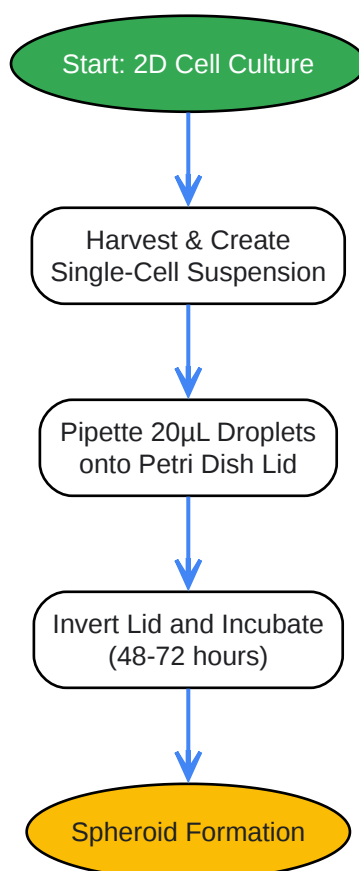 Start: 2D Cell Culture
Harvest & Create
Single-Cell Suspension
Pipette 20µL Droplets
onto Petri Dish Lid
Invert Lid and Incubate
(48-72 hours)
Spheroid Formation